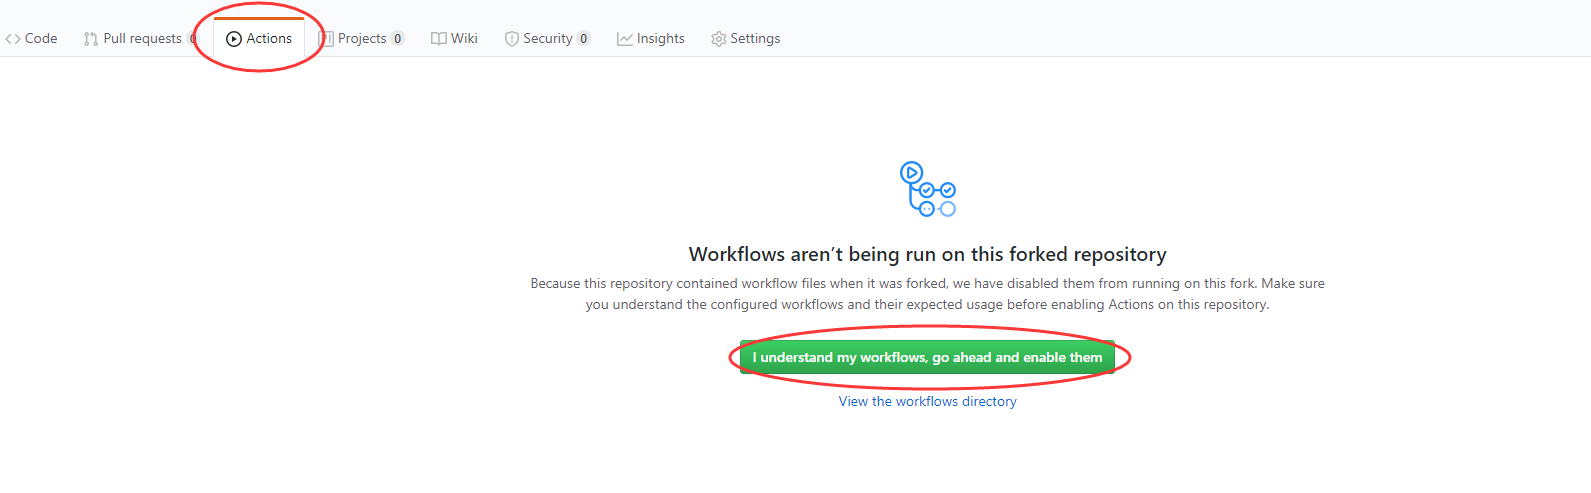 Code Pull requests 0 Actions Projects 0 Wiki Security 0 Insights Settings
Workflows aren’t being run on this forked repository
Because this repository contained workflow files when it was forked, we have disabled them from running on this fork. Make sure
you understand the configured workflows and their expected usage before enabling Actions on this repository.
I understand my workflows, go ahead and enable them
View the workflows directory